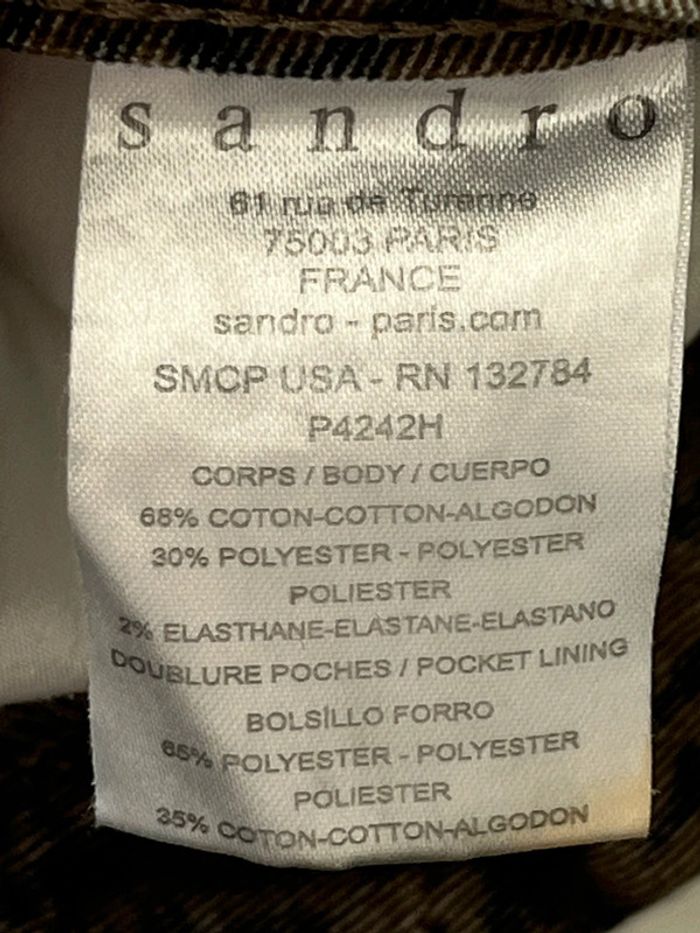 sandro
61 rue de Turenne
75003 PARIS
FRANCE
sandro - paris.com
SMCP USA - RN 132784
P4242H
CORPS / BODY / CUERPO
68% COTON-COTTON-ALGODON
30% POLYESTER - POLYESTER
POLIESTER
2% ELASTHANE-ELASTANE-ELASTANO
DOUBLURE POCHES / POCKET LINING
BOLSILLO FORRO
65% POLYESTER - POLYESTER
POLIESTER
35% COTON-COTTON-ALGODON